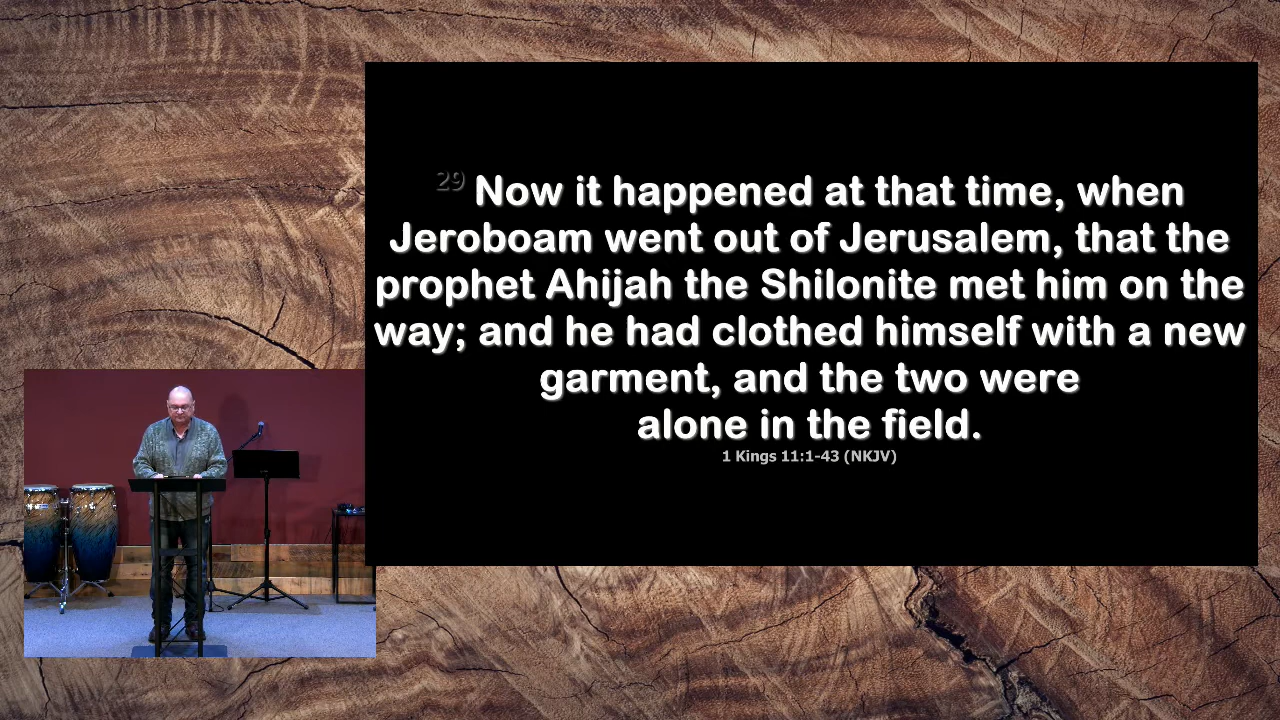 29 Now it happened at that time, when
Jeroboam went out of Jerusalem, that the
prophet Ahijah the Shilonite met him on the
way; and he had clothed himself with a new
garment, and the two were
alone in the field.
1 Kings 11:1-43 (NKJV)